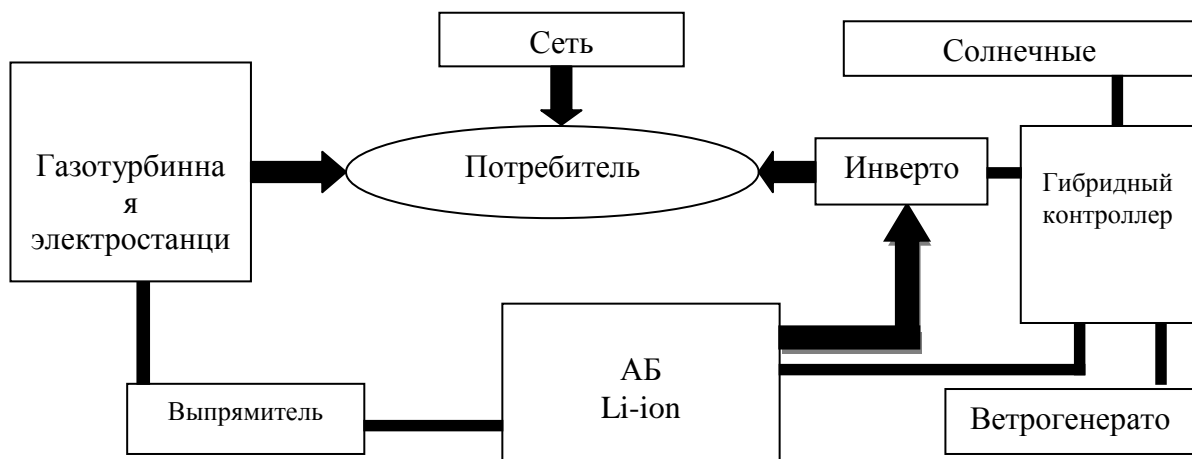 Сеть
Солнечные
Газотурбинна
я
электростанци
Потребитель
Инверто
Гибридный
контроллер
АБ
Li-ion
Выпрямитель
Ветрогенерато